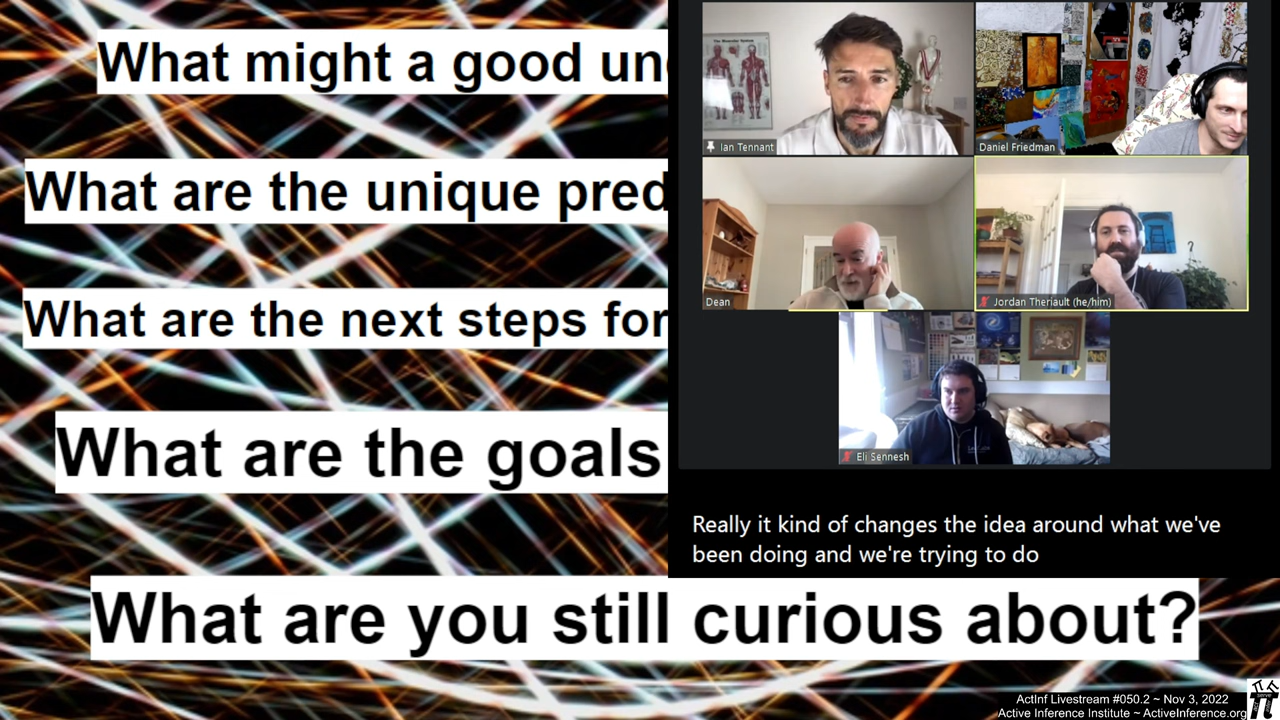 What might a good un
What are the unique pred
What are the next steps for
What are the goals
What are you still curious about?
Ian Tennant
Daniel Friedman
Dean
Jordan Theriault (he/him)
Eli Sennesh
Really it kind of changes the idea around what we've
been doing and we're trying to do
ActInf Livestream #050.2 ~ Nov 3, 2022
Active Inference Institute ~ ActiveInference.org